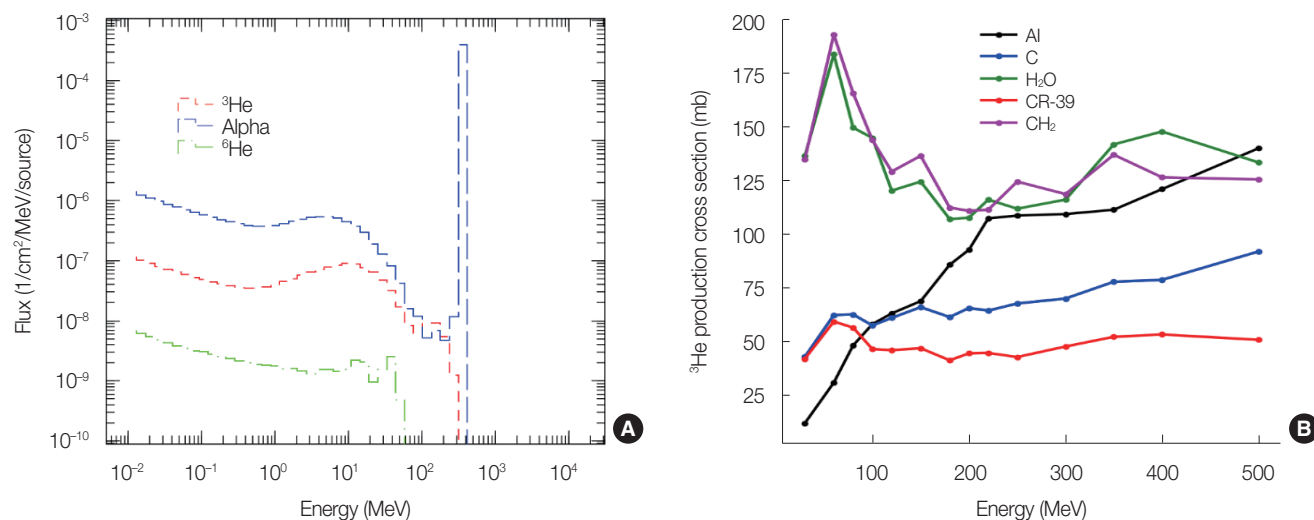 10⁻³
10⁻⁴
10⁻⁵
10⁻⁶
10⁻⁷
10⁻⁸
10⁻⁹
10⁻¹⁰
Flux (1/cm²/MeV/source)
³He
Alpha
⁶He
10⁻² 10⁻¹ 10⁰ 10¹ 10² 10³ 10⁴
Energy (MeV)
A
200
175
150
125
100
75
50
25
³He production cross section (mb)
Al
C
H₂O
CR-39
CH₂
100 200 300 400 500
Energy (MeV)
B